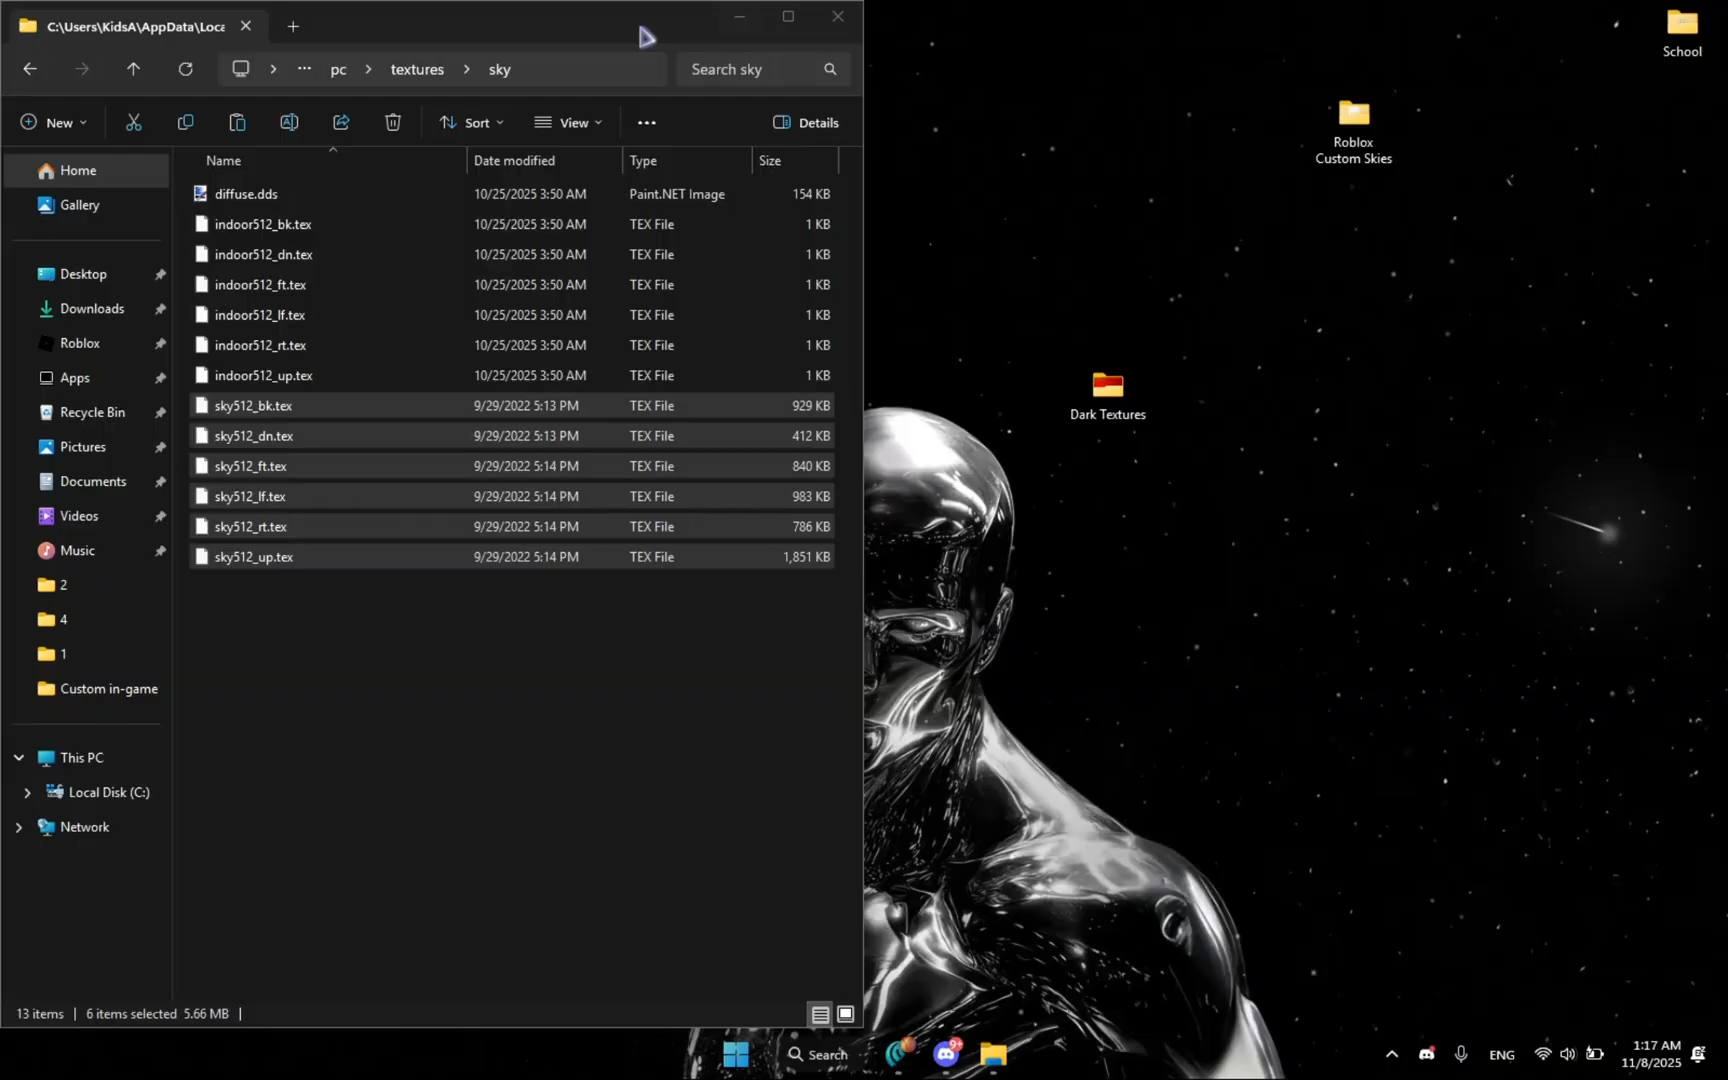 C:\Users\KidsA\AppData\Loca
pc
textures
sky
Search sky
New
Sort
View
Details
Name
Date modified
Type
Size
diffuse.dds 10/25/2025 3:50 AM Paint.NET Image 154 KB
indoor512_bk.tex 10/25/2025 3:50 AM TEX File 1 KB
indoor512_dn.tex 10/25/2025 3:50 AM TEX File 1 KB
indoor512_ft.tex 10/25/2025 3:50 AM TEX File 1 KB
indoor512_lf.tex 10/25/2025 3:50 AM TEX File 1 KB
indoor512_rt.tex 10/25/2025 3:50 AM TEX File 1 KB
indoor512_up.tex 10/25/2025 3:50 AM TEX File 1 KB
sky512_bk.tex 9/29/2022 5:13 PM TEX File 929 KB
sky512_dn.tex 9/29/2022 5:13 PM TEX File 412 KB
sky512_ft.tex 9/29/2022 5:14 PM TEX File 840 KB
sky512_lf.tex 9/29/2022 5:14 PM TEX File 983 KB
sky512_rt.tex 9/29/2022 5:14 PM TEX File 786 KB
sky512_up.tex 9/29/2022 5:14 PM TEX File 1,851 KB
Home
Gallery
Desktop
Downloads
Roblox
Apps
Recycle Bin
Pictures
Documents
Videos
Music
2
4
1
Custom in-game
This PC
Local Disk (C:)
Network
13 items
6 items selected 5.66 MB
School
Roblox
Custom Skies
Dark Textures
Search
9+
ENG
1:17 AM
11/8/2025